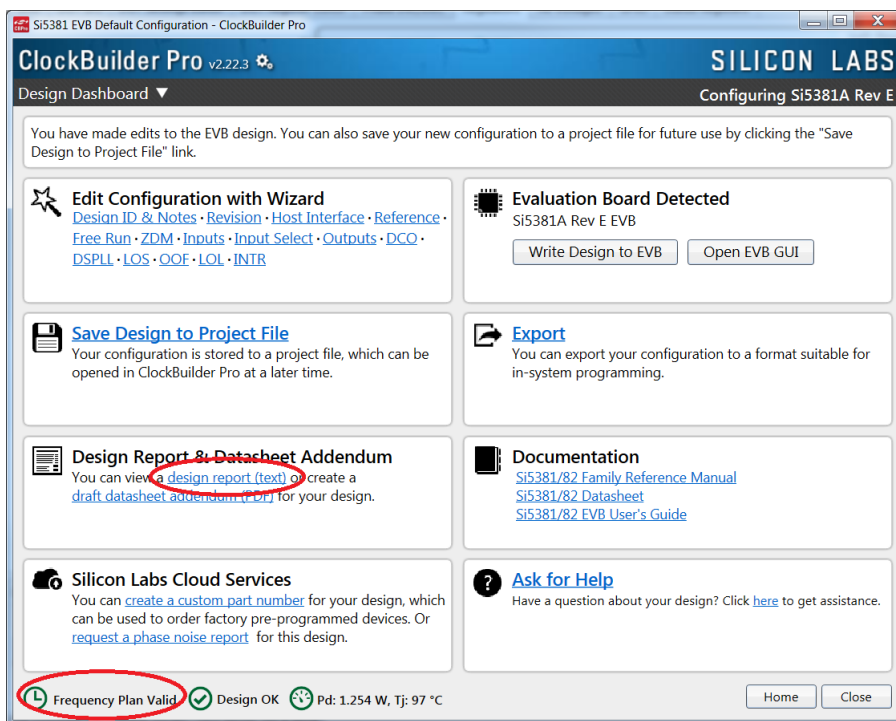 Si5381 EVB Default Configuration - ClockBuilder Pro
ClockBuilder Pro v2.22.3
SILICON LABS
Design Dashboard ▼
Configuring Si5381A Rev E
You have made edits to the EVB design. You can also save your new configuration to a project file for future use by clicking the "Save
Design to Project File" link.
Edit Configuration with Wizard
Design ID & Notes · Revision · Host Interface · Reference ·
Free Run · ZDM · Inputs · Input Select · Outputs · DCO ·
DSPLL · LOS · OOF · LOL · INTR
Evaluation Board Detected
Si5381A Rev E EVB
Write Design to EVB
Open EVB GUI
Save Design to Project File
Your configuration is stored to a project file, which can be
opened in ClockBuilder Pro at a later time.
Export
You can export your configuration to a format suitable for
in-system programming.
Design Report & Datasheet Addendum
You can view a design report (text) or create a
draft datasheet addendum (PDF) for your design.
Documentation
Si5381/82 Family Reference Manual
Si5381/82 Datasheet
Si5381/82 EVB User's Guide
Silicon Labs Cloud Services
You can create a custom part number for your design, which
can be used to order factory pre-programmed devices. Or
request a phase noise report for this design.
Ask for Help
Have a question about your design? Click here to get assistance.
Frequency Plan Valid
Design OK
Pd: 1.254 W, Tj: 97 °C
Home
Close